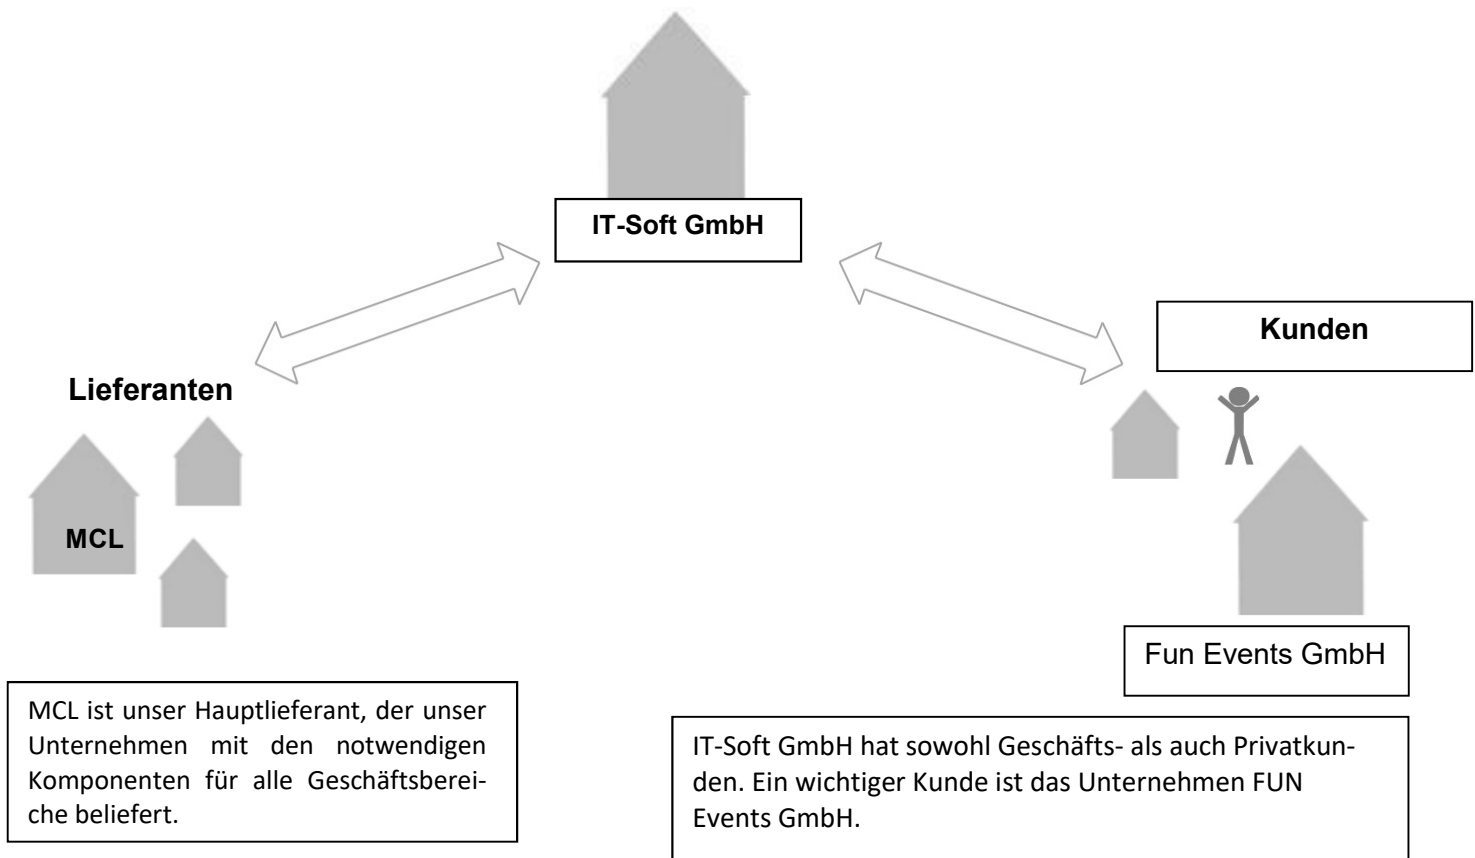 IT-Soft GmbH
Kunden
Lieferanten
MCL
Fun Events GmbH
MCL ist unser Hauptlieferant, der unser
Unternehmen mit den notwendigen
Komponenten für alle Geschäftsberei-
che beliefert.
IT-Soft GmbH hat sowohl Geschäfts- als auch Privatkun-
den. Ein wichtiger Kunde ist das Unternehmen FUN
Events GmbH.